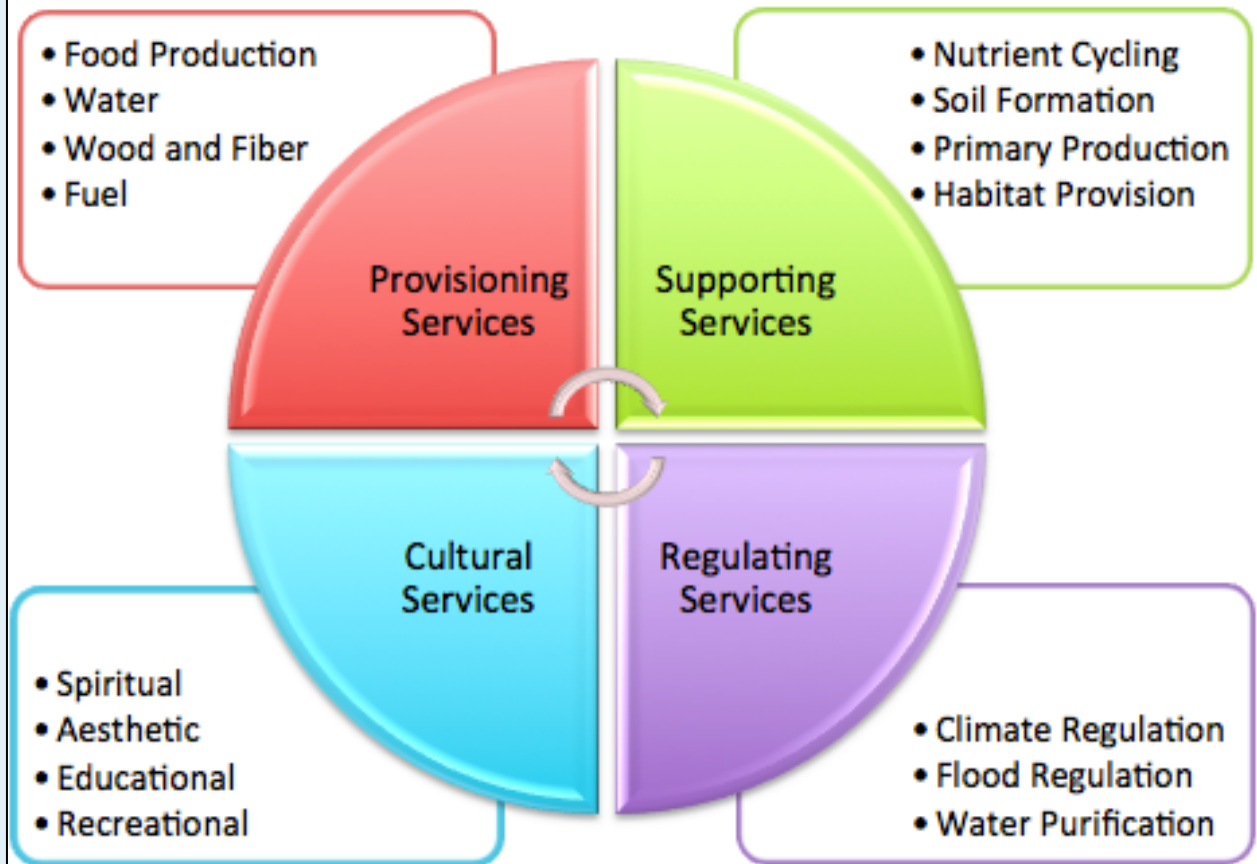 • Food Production
• Water
• Wood and Fiber
• Fuel
• Nutrient Cycling
• Soil Formation
• Primary Production
• Habitat Provision
Provisioning
Services
Supporting
Services
Cultural
Services
Regulating
Services
• Spiritual
• Aesthetic
• Educational
• Recreational
• Climate Regulation
• Flood Regulation
• Water Purification